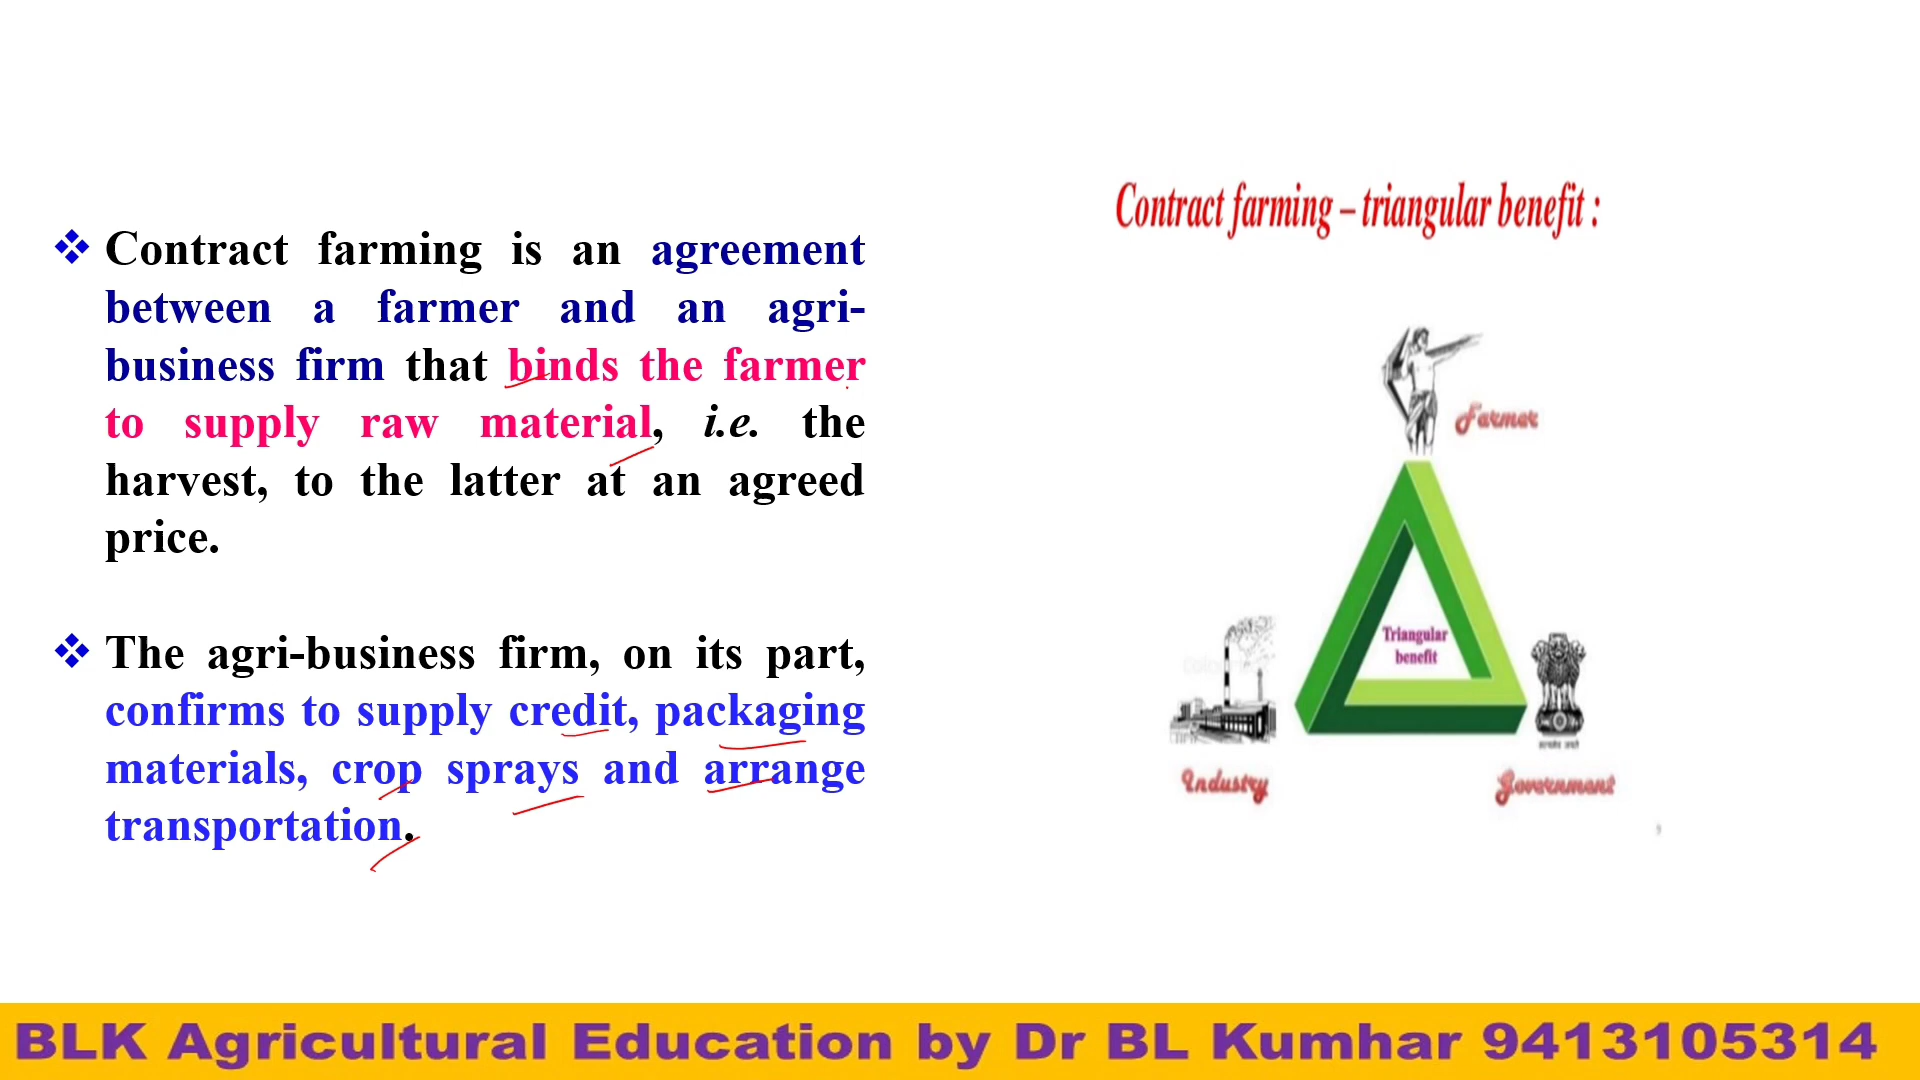 Contract farming – triangular benefit :
❖ Contract farming is an agreement
between a farmer and an agri-
business firm that binds the farmer
to supply raw material, i.e. the
harvest, to the latter at an agreed
price.
❖ The agri-business firm, on its part,
confirms to supply credit, packaging
materials, crop sprays and arrange
transportation.
Farmer
Triangular
benefit
Industry
Government
9
BLK Agricultural Education by Dr BL Kumhar 9413105314